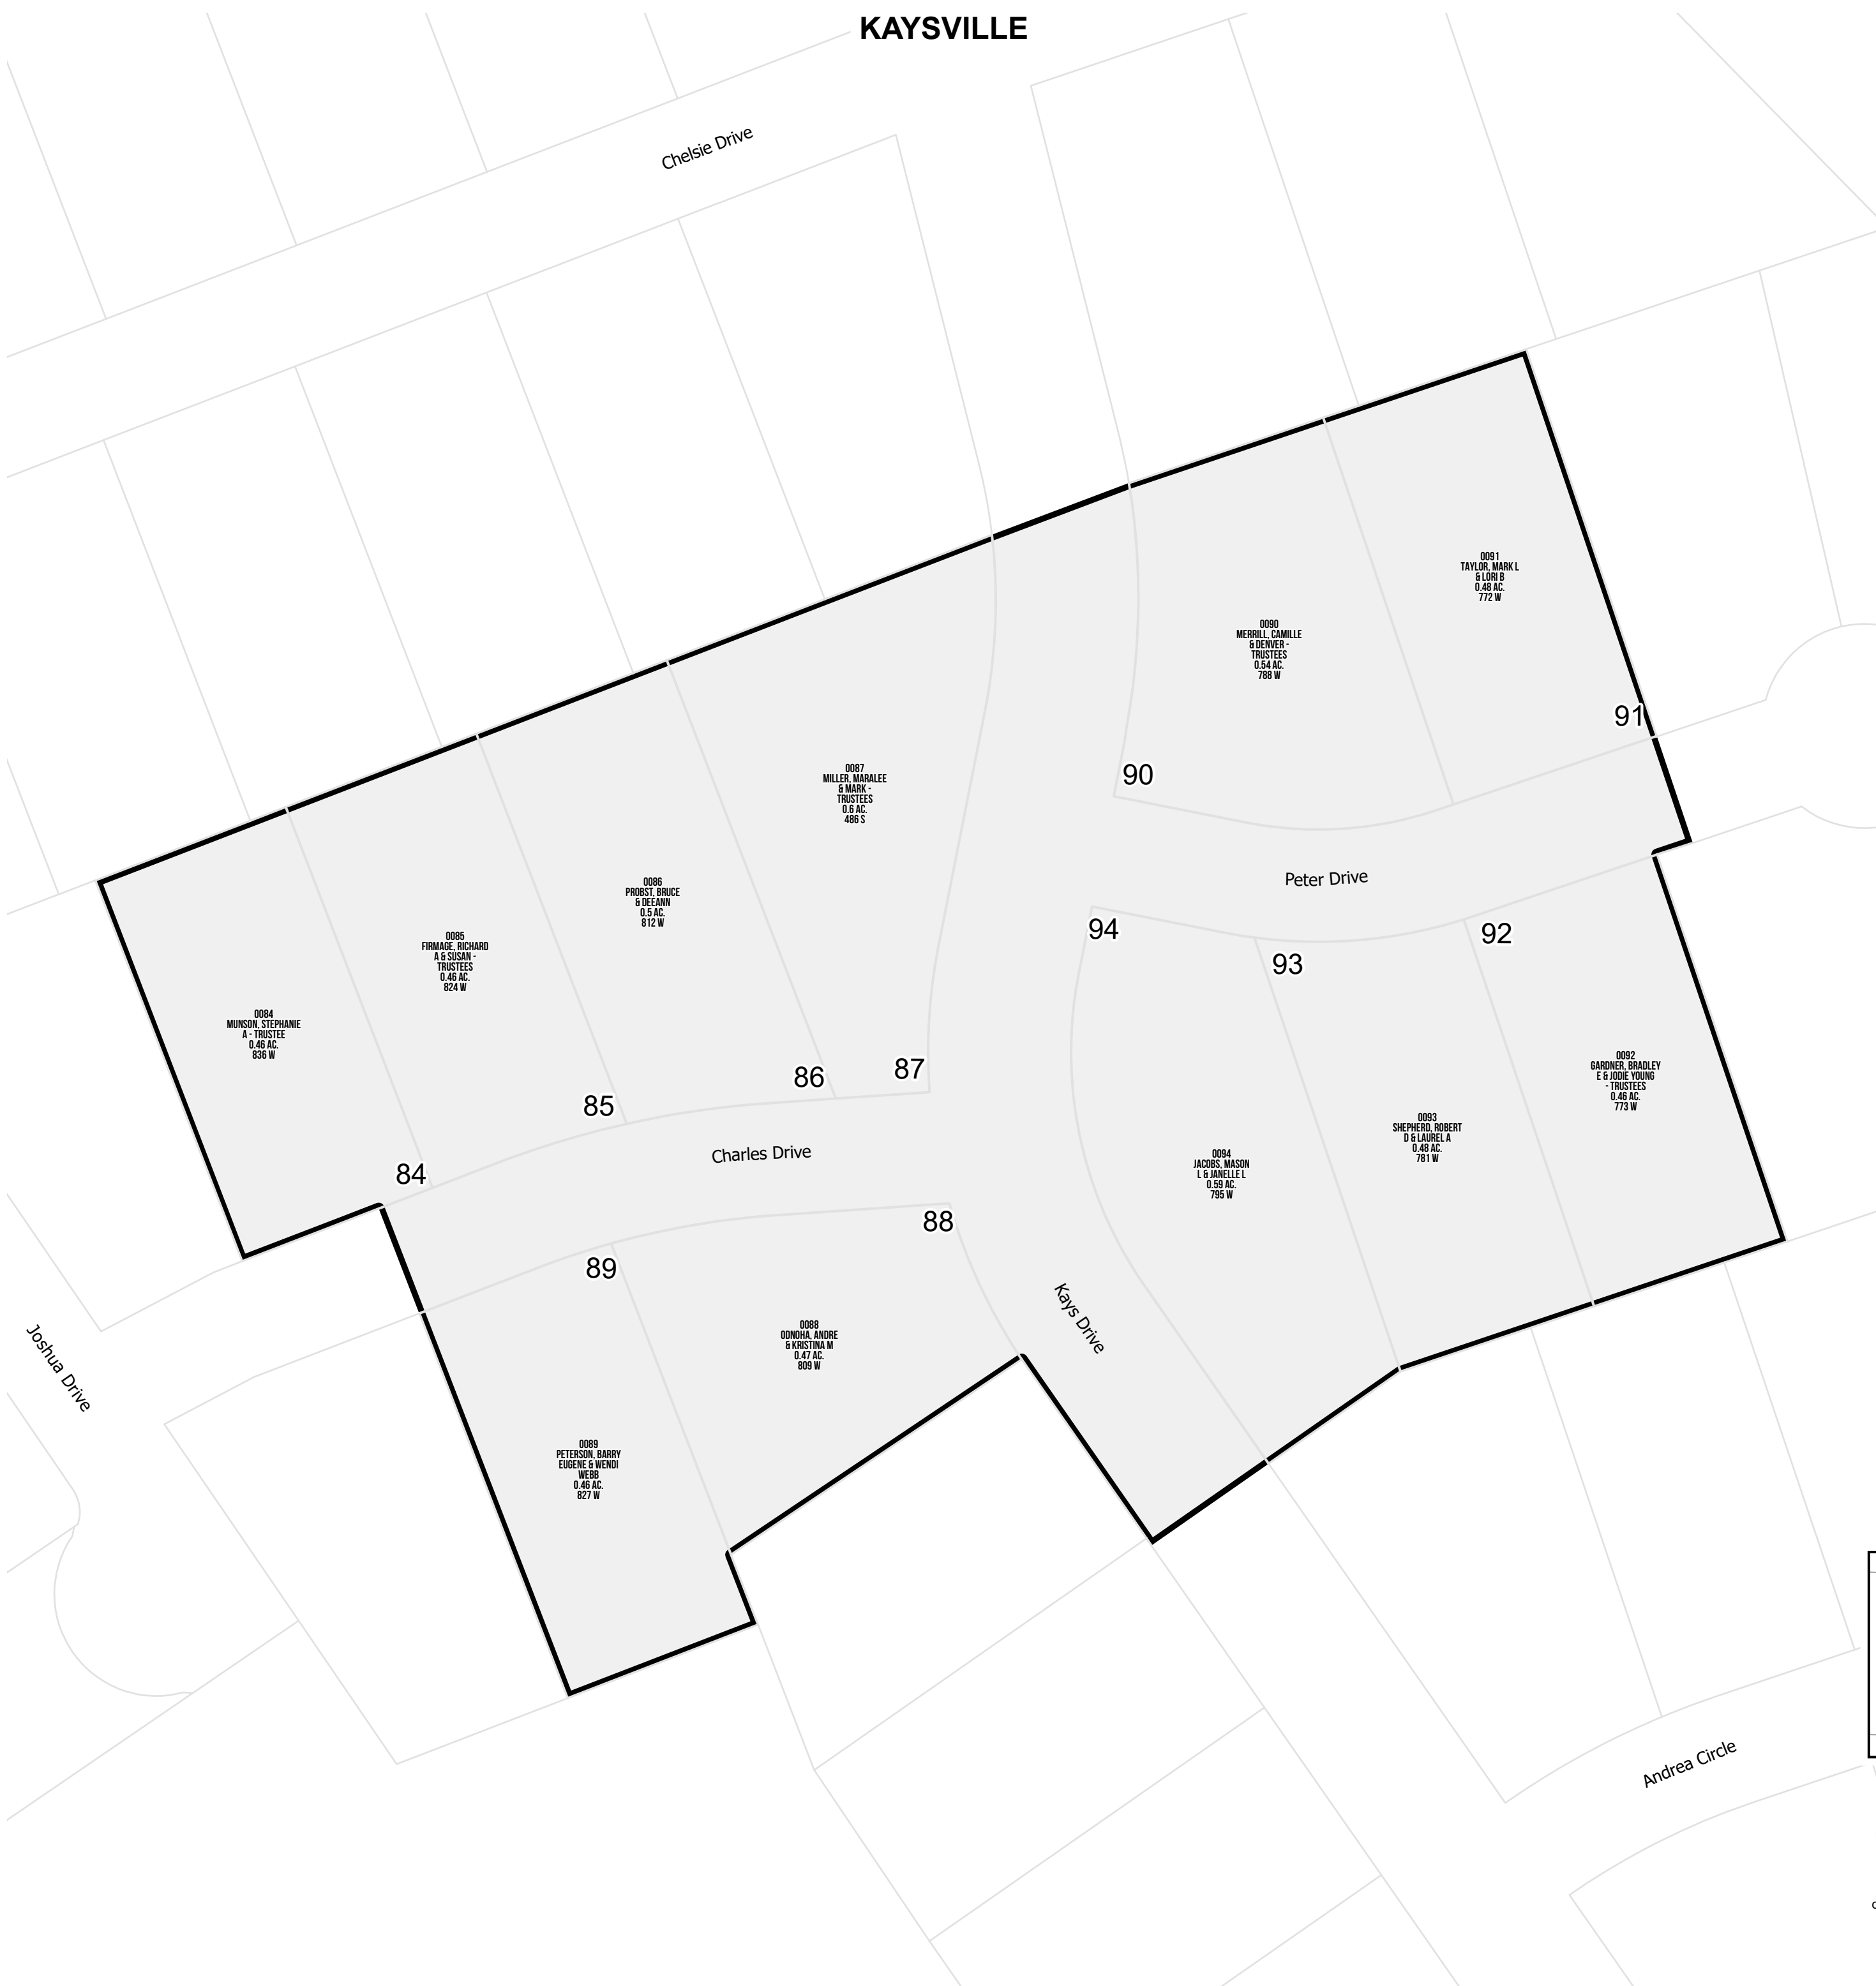 KAYSVILLE
Chelsie Drive
0091
TAYLOR, MARK L
& LORI B
0.48 AC.
772 W
0090
MERRILL, CAMILLE
& DENVER -
TRUSTEES
0.54 AC.
788 W
91
0087
MILLER, MARALEE
& MARK -
TRUSTEES
0.6 AC.
486 S
90
0086
PROBST, BRUCE
& DEEANN
0.5 AC.
812 W
Peter Drive
0085
FIRMAGE, RICHARD
A & SUSAN -
TRUSTEES
0.46 AC.
824 W
94
92
93
0084
MUNSON, STEPHANIE
A - TRUSTEE
0.46 AC.
836 W
87
86
85
0092
GARDNER, BRADLEY
E & JODIE YOUNG
- TRUSTEES
0.46 AC.
773 W
0093
SHEPHERD, ROBERT
D & LAUREL A
0.48 AC.
781 W
Charles Drive
84
0094
JACOBS, MASON
L & JANELLE L
0.59 AC.
795 W
88
89
Kays Drive
0088
ODNOHA, ANDRE
& KRISTINA M
0.47 AC.
809 W
Joshua Drive
0089
PETERSON, BARRY
EUGENE & WENDI
WEBB
0.46 AC.
827 W
Andrea Circle